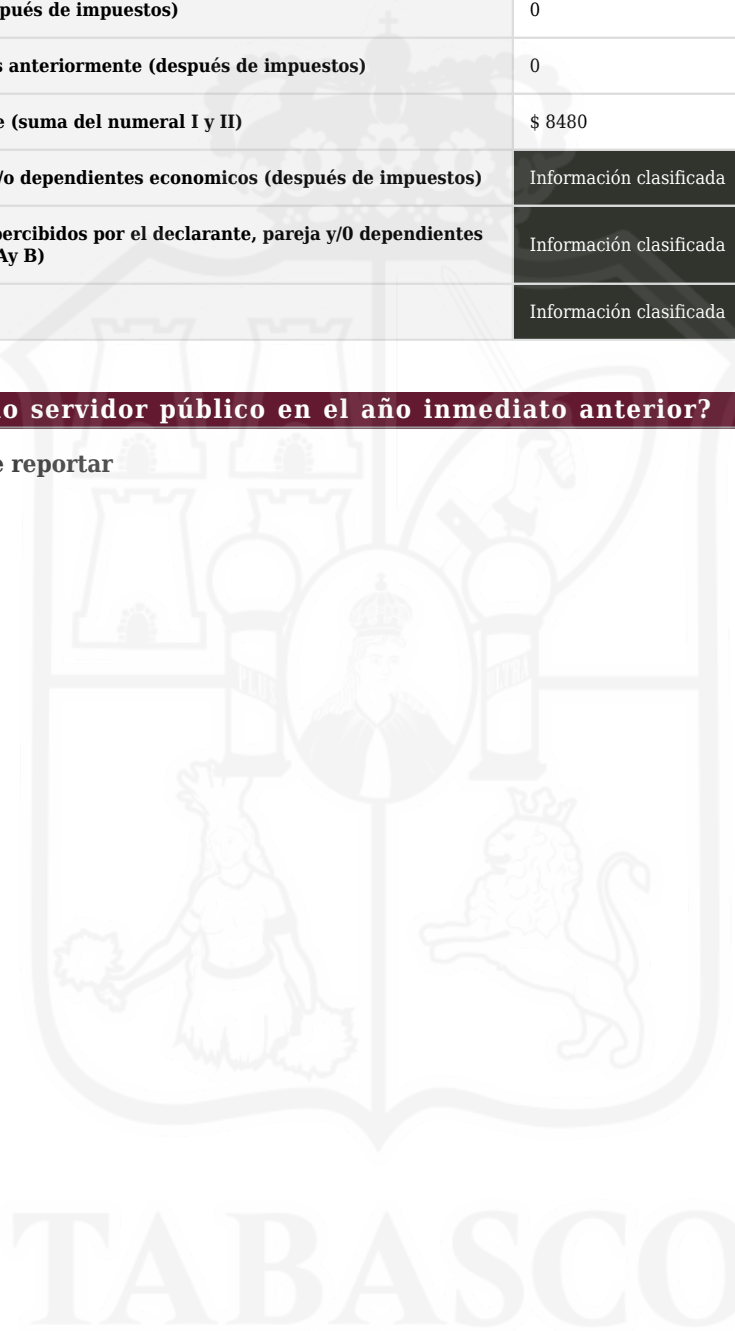 pués de impuestos)
0
s anteriormente (después de impuestos)
0
e (suma del numeral I y II)
$ 8480
/o dependientes economicos (después de impuestos)
Información clasificada
percibidos por el declarante, pareja y/0 dependientes
Ay B)
Información clasificada
Información clasificada
o servidor público en el año inmediato anterior?
e reportar
PLUS
ULTRA
TABASCO